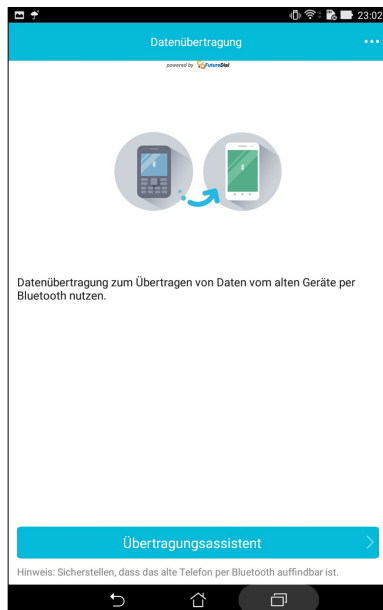 23:02
Datenübertragung
powered by FutureDial
Datenübertragung zum Übertragen von Daten vom alten Geräte per
Bluetooth nutzen.
Übertragungsassistent
Hinweis: Sicherstellen, dass das alte Telefon per Bluetooth auffindbar ist.